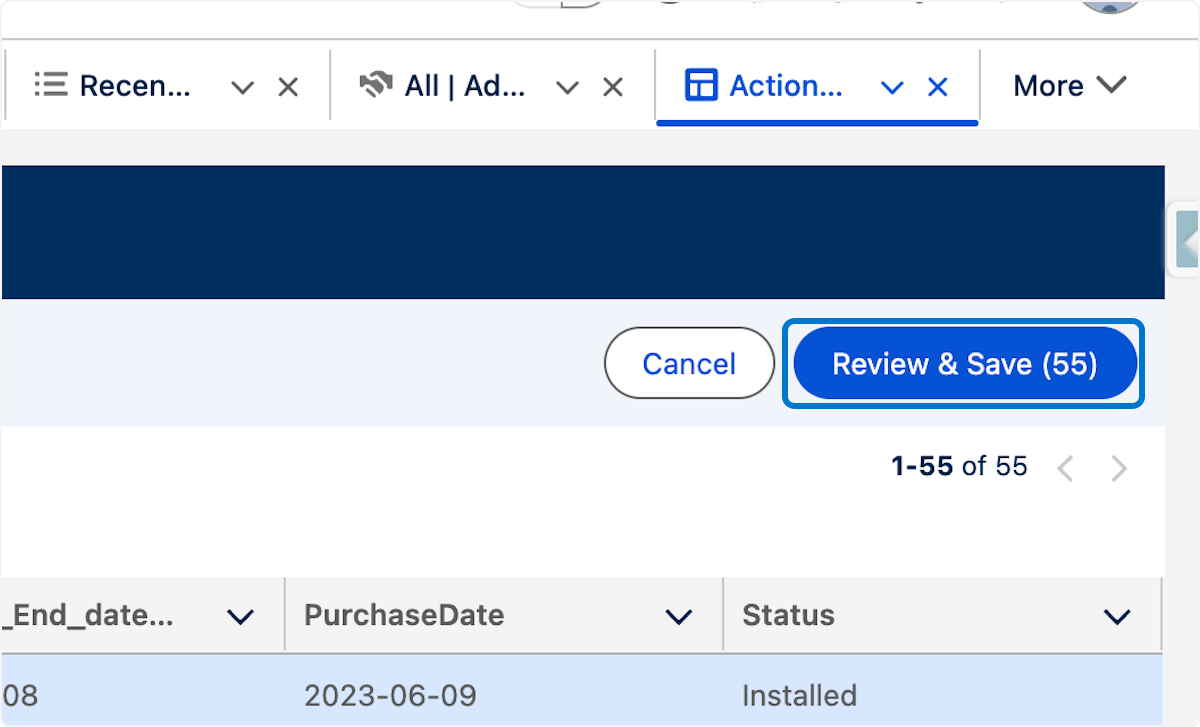 Recen... All | Ad... Action... More
Cancel Review & Save (55)
1-55 of 55
_End_date... PurchaseDate Status
08 2023-06-09 Installed